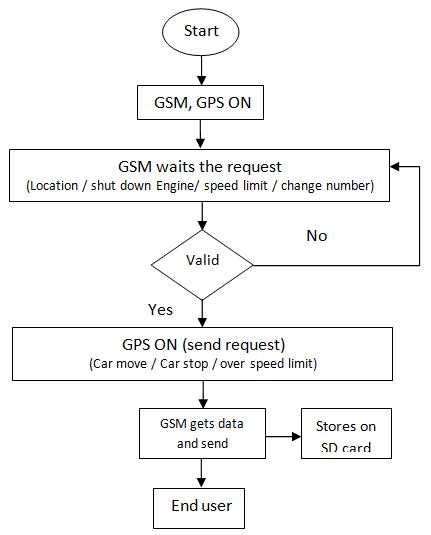 Start
GSM, GPS ON
GSM waits the request
(Location / shut down Engine/ speed limit / change number)
Valid
No
Yes
GPS ON (send request)
(Car move / Car stop / over speed limit)
GSM gets data
and send
Stores on
SD card
End user